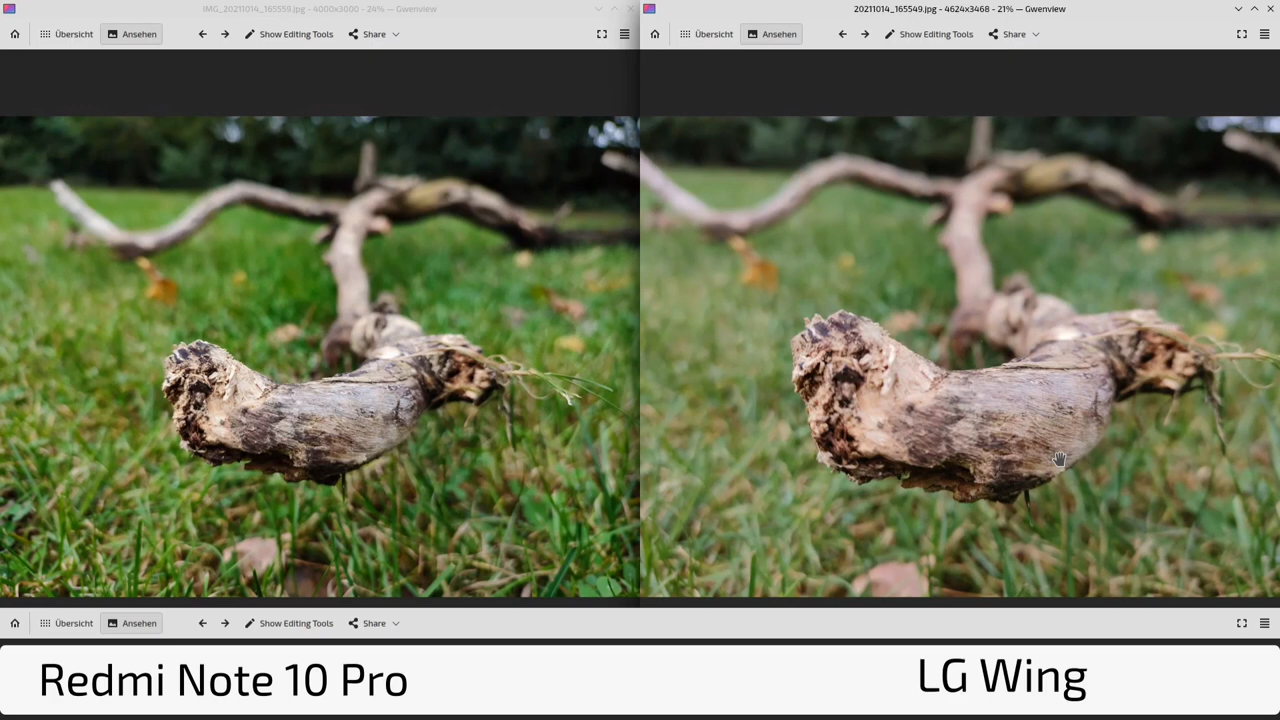 IMG_20211014_165559.jpg - 4000x3000 - 24% — Gwenview
20211014_165549.jpg - 4624x3468 - 21% — Gwenview
Übersicht Ansehen Show Editing Tools Share
Übersicht Ansehen Show Editing Tools Share
Übersicht Ansehen Show Editing Tools Share
Redmi Note 10 Pro
LG Wing